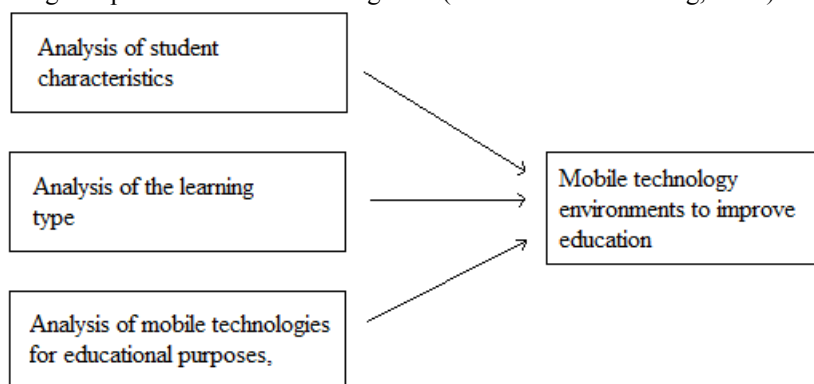 Analysis of student
characteristics
Analysis of the learning
type
Mobile technology
environments to improve
education
Analysis of mobile technologies
for educational purposes,